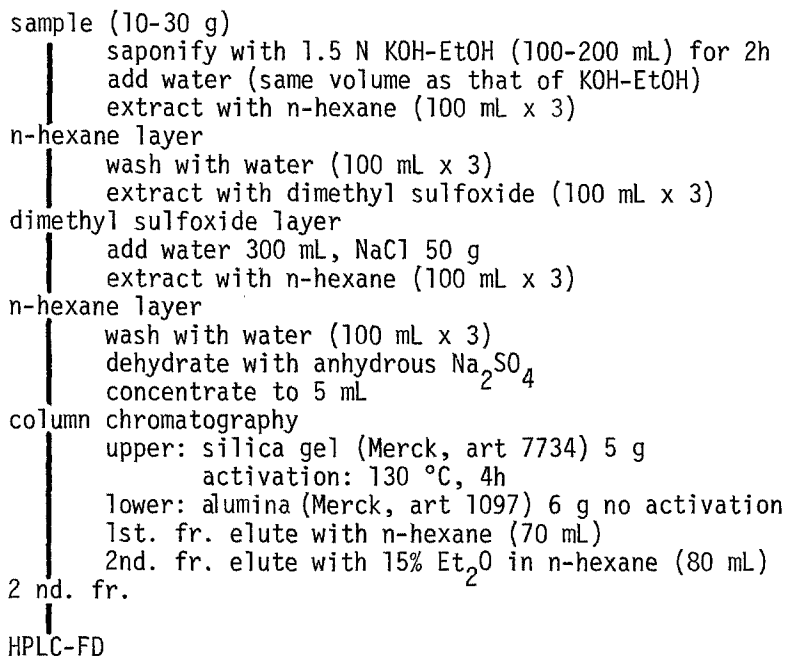 sample (10-30 g)
saponify with 1.5 N KOH-EtOH (100-200 mL) for 2h
add water (same volume as that of KOH-EtOH)
extract with n-hexane (100 mL x 3)
n-hexane layer
wash with water (100 mL x 3)
extract with dimethyl sulfoxide (100 mL x 3)
dimethyl sulfoxide layer
add water 300 mL, NaCl 50 g
extract with n-hexane (100 mL x 3)
n-hexane layer
wash with water (100 mL x 3)
dehydrate with anhydrous Na2SO4
concentrate to 5 mL
column chromatography
upper: silica gel (Merck, art 7734) 5 g
activation: 130 °C, 4h
lower: alumina (Merck, art 1097) 6 g no activation
1st. fr. elute with n-hexane (70 mL)
2nd. fr. elute with 15% Et2O in n-hexane (80 mL)
2 nd. fr.
HPLC-FD